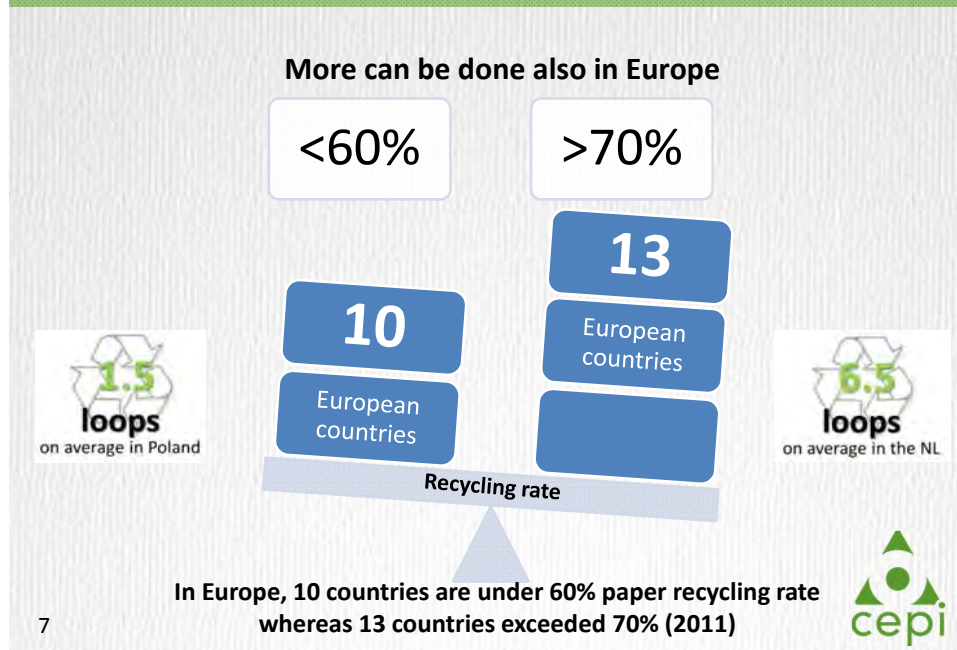 More can be done also in Europe
<60%
>70%
13
10
European
countries
European
countries
1.5
loops
on average in Poland
6.5
loops
on average in the NL
Recycling rate
In Europe, 10 countries are under 60% paper recycling rate
whereas 13 countries exceeded 70% (2011)
7
cepi